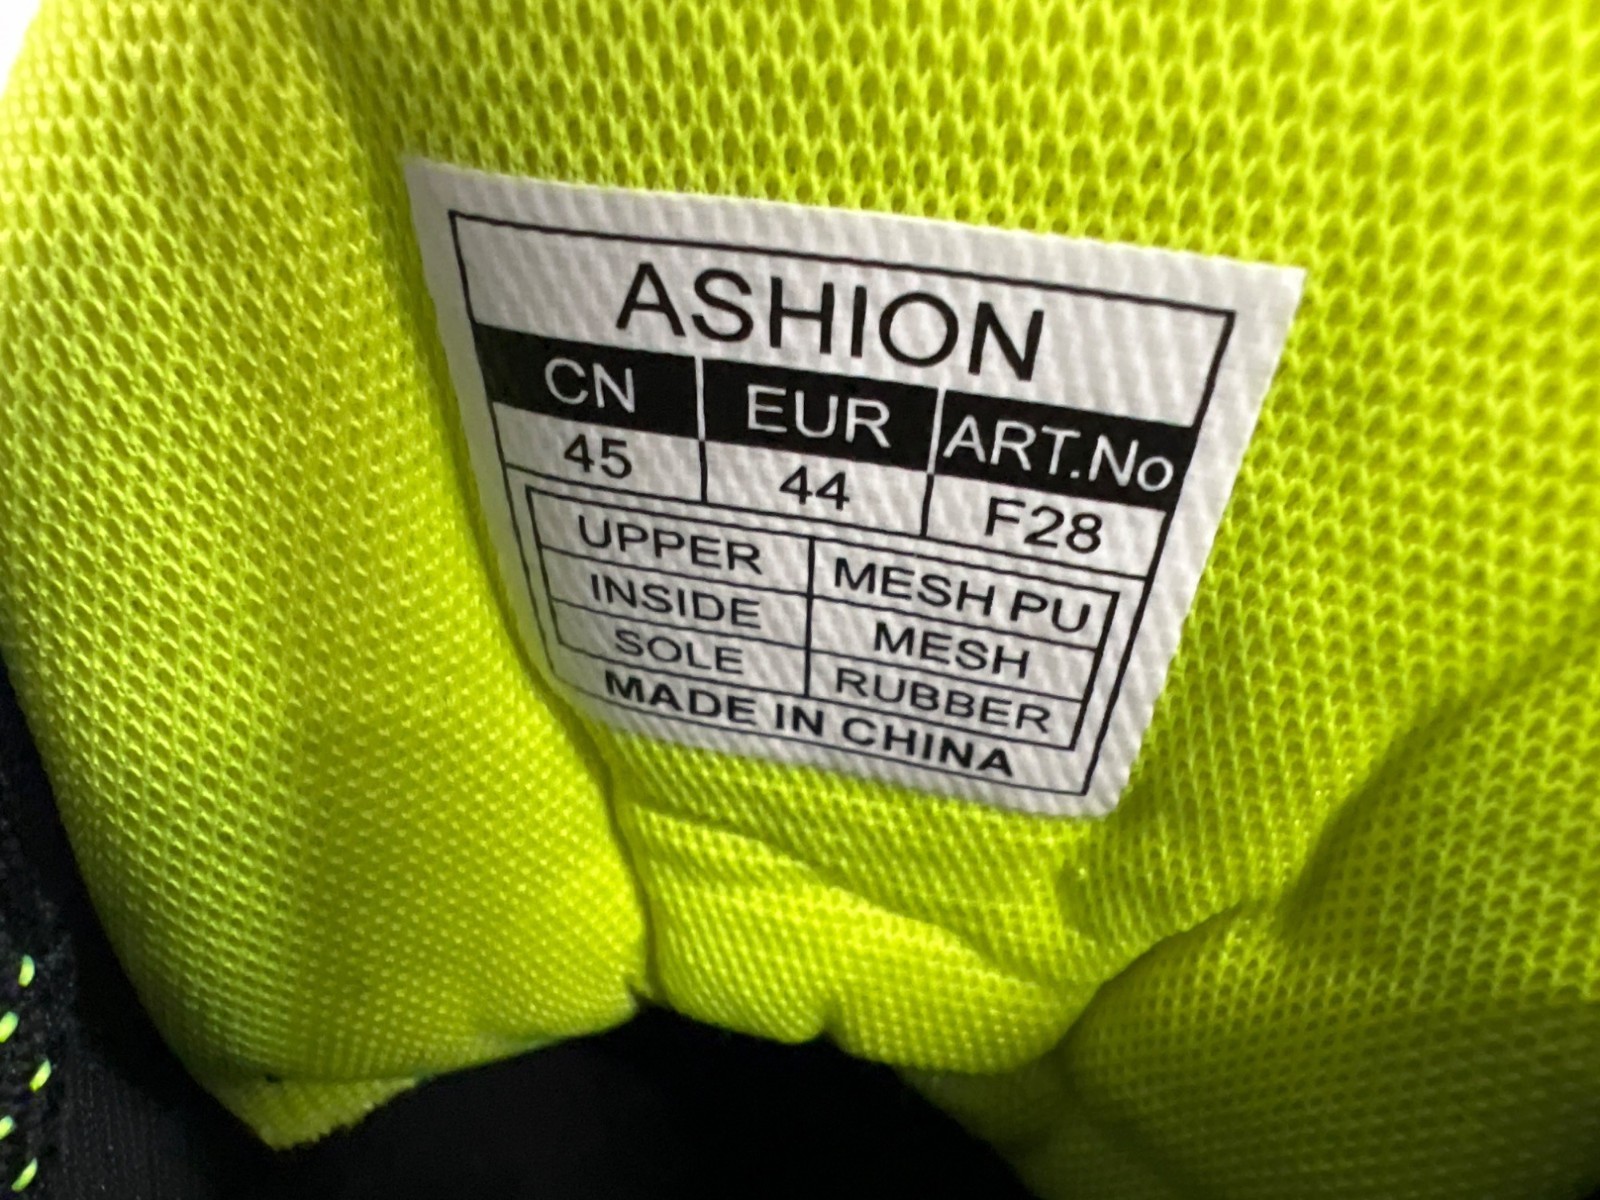 ASHION
CN EUR ART.No
45 44 F28
UPPER MESH PU
INSIDE MESH
SOLE RUBBER
MADE IN CHINA